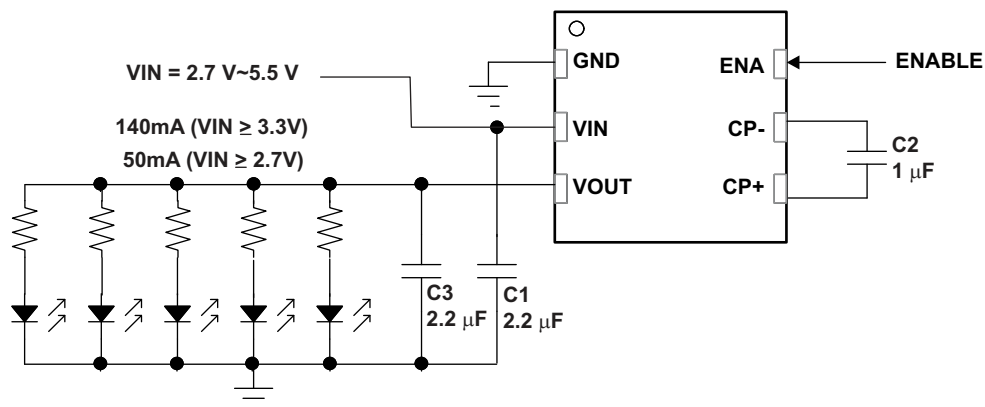 GND
ENA
ENABLE
VIN = 2.7 V~5.5 V
140mA (VIN ≥ 3.3V)
VIN
CP-
50mA (VIN ≥ 2.7V)
C2
1 μF
VOUT
CP+
C3
2.2 μF
C1
2.2 μF